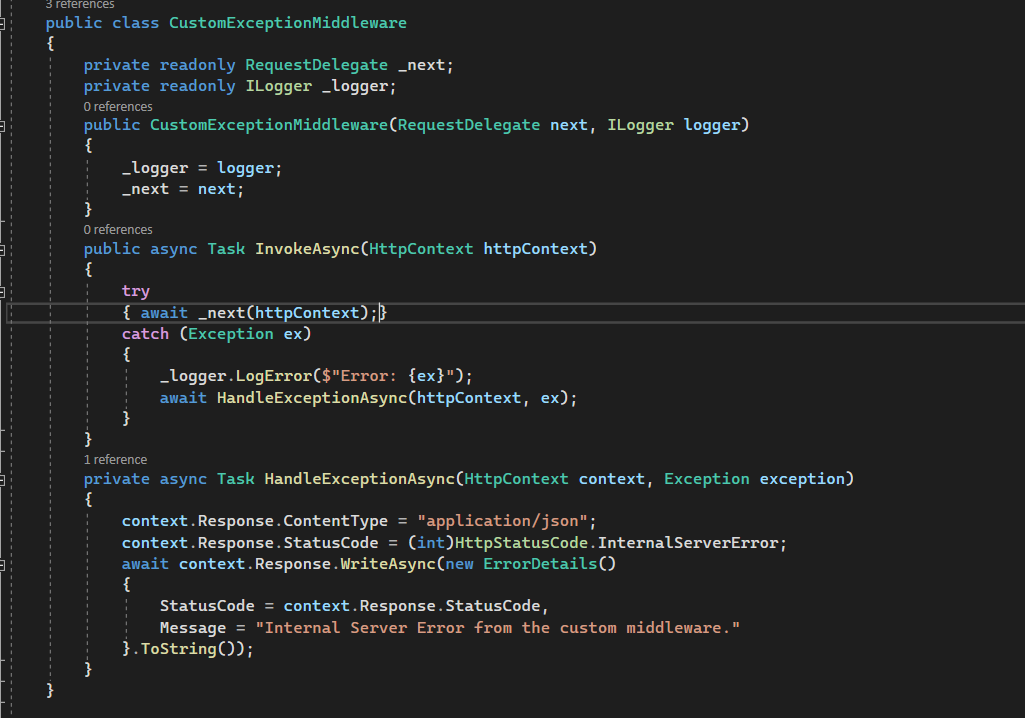 3 references
public class CustomExceptionMiddleware
{
private readonly RequestDelegate _next;
private readonly ILogger _logger;
0 references
public CustomExceptionMiddleware(RequestDelegate next, ILogger logger)
{
_logger = logger;
_next = next;
}
0 references
public async Task InvokeAsync(HttpContext httpContext)
{
try
{ await _next(httpContext);}
catch (Exception ex)
{
_logger.LogError($"Error: {ex}");
await HandleExceptionAsync(httpContext, ex);
}
}
1 reference
private async Task HandleExceptionAsync(HttpContext context, Exception exception)
{
context.Response.ContentType = "application/json";
context.Response.StatusCode = (int)HttpStatusCode.InternalServerError;
await context.Response.WriteAsync(new ErrorDetails()
{
StatusCode = context.Response.StatusCode,
Message = "Internal Server Error from the custom middleware."
}.ToString());
}
}